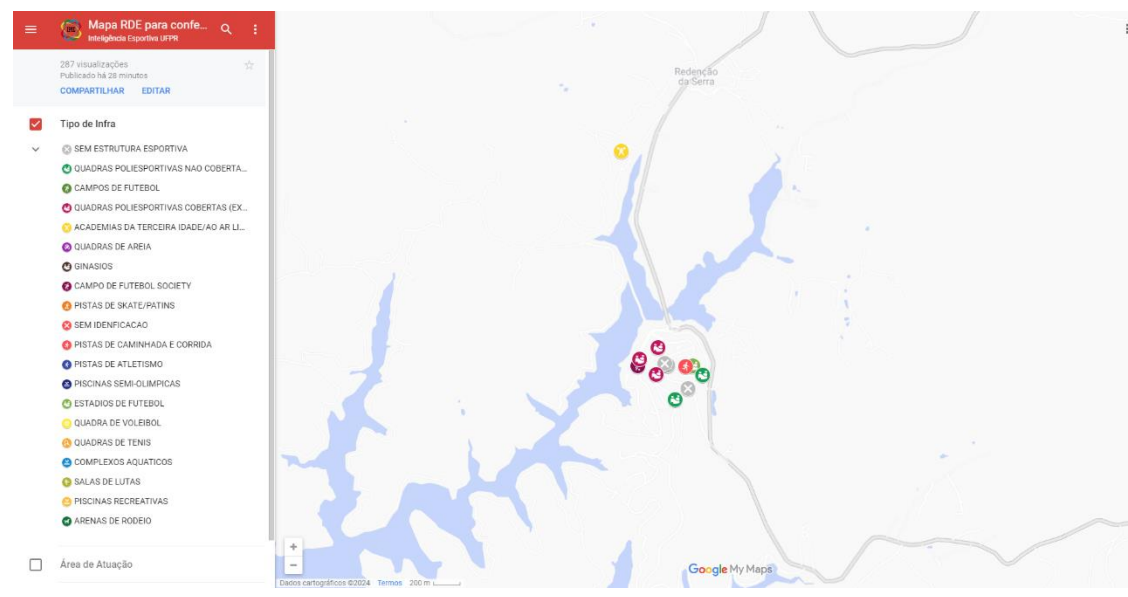 Mapa RDE para confe...
Inteligência Esportiva UFPR
287 visualizações
Publicado há 28 minutos
COMPARTILHAR EDITAR
Tipo de Infra
SEM ESTRUTURA ESPORTIVA
QUADRAS POLIESPORTIVAS NAO COBERTA...
CAMPOS DE FUTEBOL
QUADRAS POLIESPORTIVAS COBERTAS (EX...
ACADEMIAS DA TERCEIRA IDADE/AO AR LI...
QUADRAS DE AREIA
GINASIOS
CAMPO DE FUTEBOL SOCIETY
PISTAS DE SKATE/PATINS
SEM IDENFICACAO
PISTAS DE CAMINHADA E CORRIDA
PISTAS DE ATLETISMO
PISCINAS SEMI-OLIMPICAS
ESTADIOS DE FUTEBOL
QUADRA DE VOLEIBOL
QUADRAS DE TENIS
COMPLEXOS AQUATICOS
SALAS DE LUTAS
PISCINAS RECREATIVAS
ARENAS DE RODEIO
Área de Atuação
Redenção
da Serra
Google My Maps
Dados cartográficos ©2024 Termos 200 m